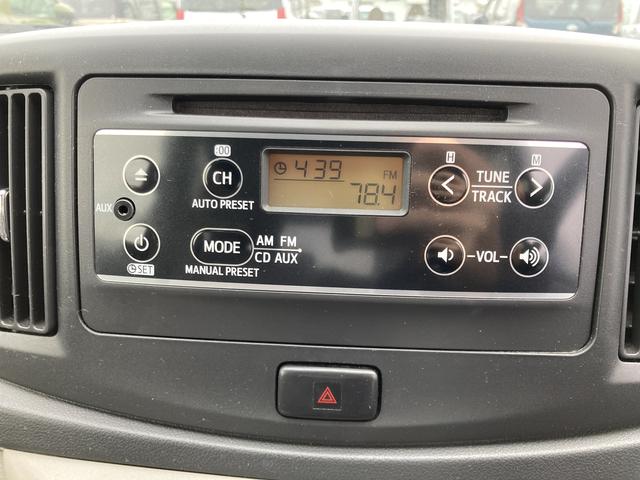 :00
H
M
CH
4 39
FM
78.4
TUNE
TRACK
AUTO PRESET
AUX
MODE
AM FM
CD AUX
MANUAL PRESET
SET
-VOL-